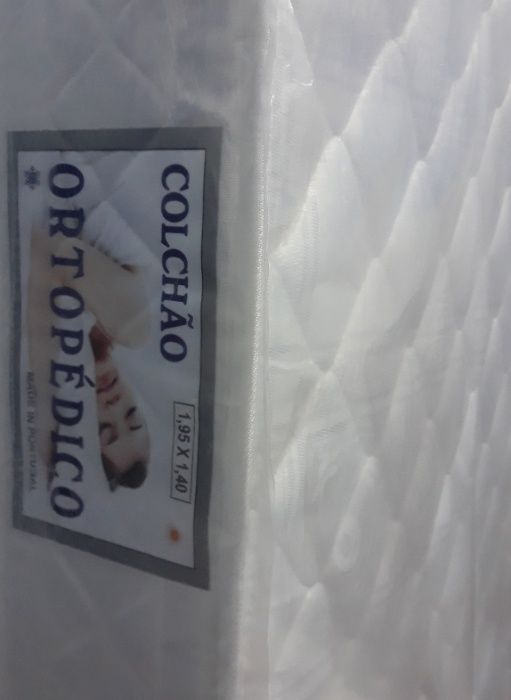 COLCHÃO
1,95 X 1,40
ORTOPÉDICO
MADE IN PORTUGAL